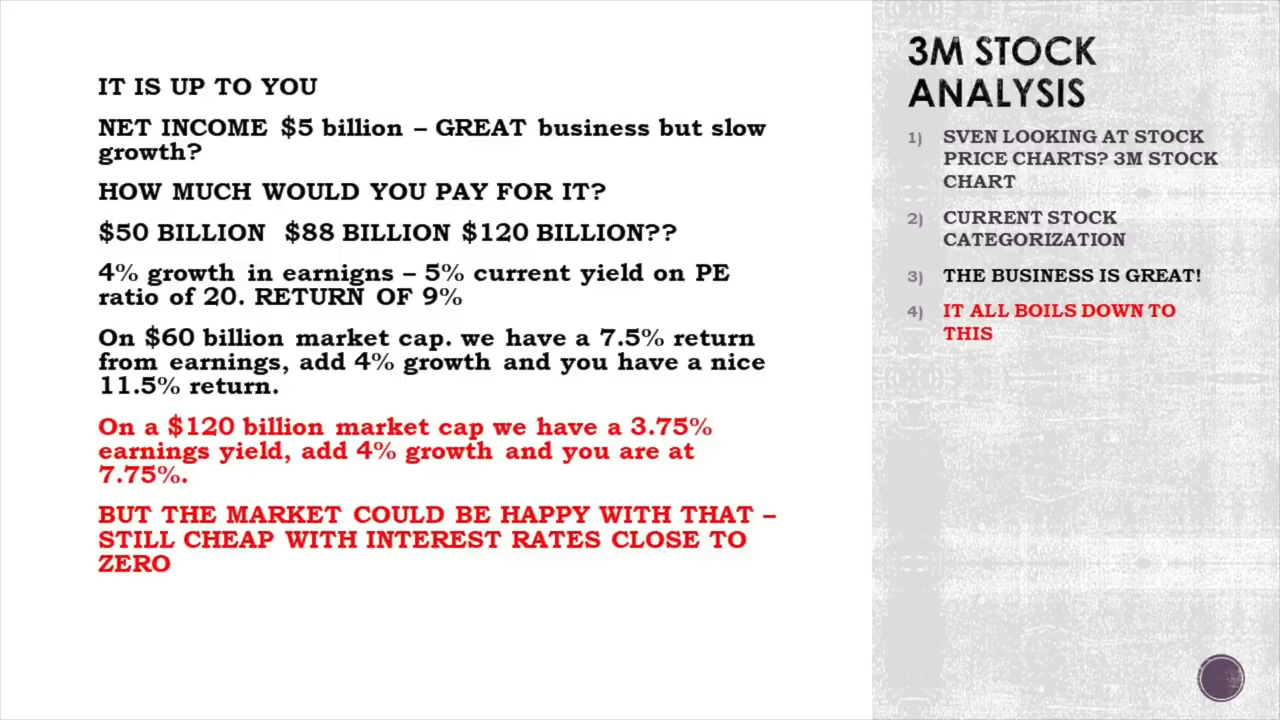 IT IS UP TO YOU
NET INCOME $5 billion – GREAT business but slow
growth?
HOW MUCH WOULD YOU PAY FOR IT?
$50 BILLION  $88 BILLION $120 BILLION??
4% growth in earnigns – 5% current yield on PE
ratio of 20. RETURN OF 9%
On $60 billion market cap. we have a 7.5% return
from earnings, add 4% growth and you have a nice
11.5% return.
On a $120 billion market cap we have a 3.75%
earnings yield, add 4% growth and you are at
7.75%.
BUT THE MARKET COULD BE HAPPY WITH THAT –
STILL CHEAP WITH INTEREST RATES CLOSE TO
ZERO
3M STOCK
ANALYSIS
1) SVEN LOOKING AT STOCK
PRICE CHARTS? 3M STOCK
CHART
2) CURRENT STOCK
CATEGORIZATION
3) THE BUSINESS IS GREAT!
4) IT ALL BOILS DOWN TO
THIS